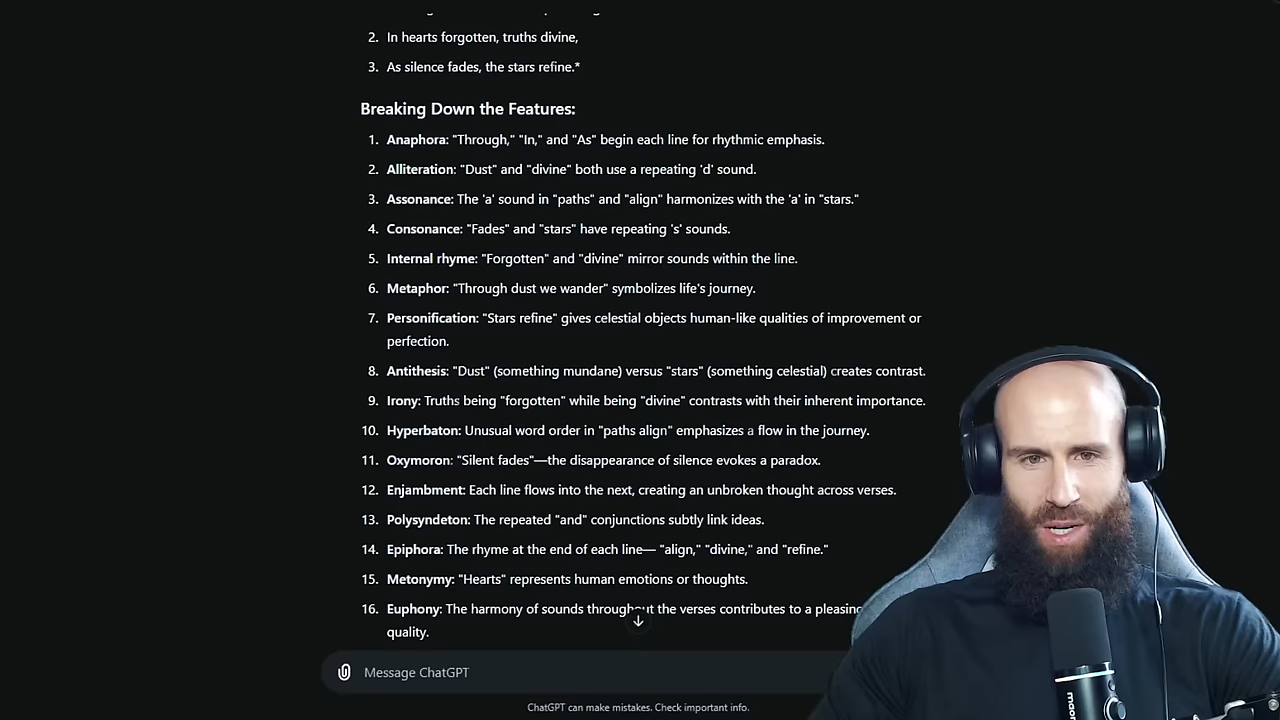 2. In hearts forgotten, truths divine,
3. As silence fades, the stars refine.*
Breaking Down the Features:
1. Anaphora: "Through," "In," and "As" begin each line for rhythmic emphasis.
2. Alliteration: "Dust" and "divine" both use a repeating 'd' sound.
3. Assonance: The 'a' sound in "paths" and "align" harmonizes with the 'a' in "stars."
4. Consonance: "Fades" and "stars" have repeating 's' sounds.
5. Internal rhyme: "Forgotten" and "divine" mirror sounds within the line.
6. Metaphor: "Through dust we wander" symbolizes life's journey.
7. Personification: "Stars refine" gives celestial objects human-like qualities of improvement or
perfection.
8. Antithesis: "Dust" (something mundane) versus "stars" (something celestial) creates contrast.
9. Irony: Truths being "forgotten" while being "divine" contrasts with their inherent importance.
10. Hyperbaton: Unusual word order in "paths align" emphasizes a flow in the journey.
11. Oxymoron: "Silent fades"—the disappearance of silence evokes a paradox.
12. Enjambment: Each line flows into the next, creating an unbroken thought across verses.
13. Polysyndeton: The repeated "and" conjunctions subtly link ideas.
14. Epiphora: The rhyme at the end of each line— "align," "divine," and "refine."
15. Metonymy: "Hearts" represents human emotions or thoughts.
16. Euphony: The harmony of sounds throughout the verses contributes to a pleasing
quality.
Message ChatGPT
ChatGPT can make mistakes. Check important info.